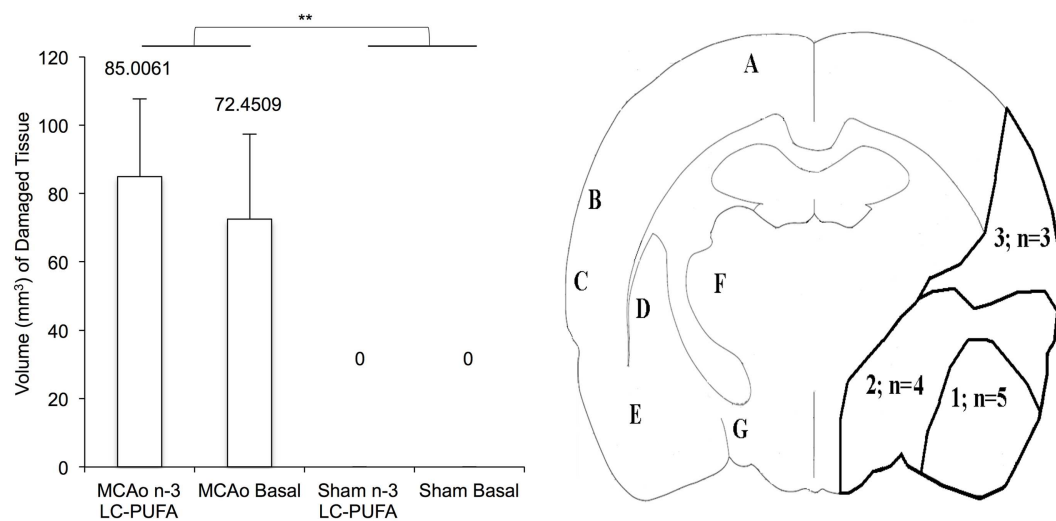 **
120
100
80
60
40
20
0
Volume (mm³) of Damaged Tissue
85.0061
72.4509
0
0
MCAo n-3
LC-PUFA
MCAo Basal
Sham n-3
LC-PUFA
Sham Basal
A
B
C
D
E
F
G
3; n=3
2; n=4
1; n=5